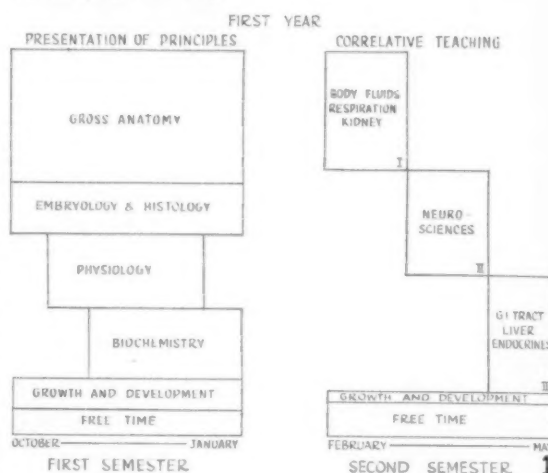 FIRST YEAR
PRESENTATION OF PRINCIPLES
GROSS ANATOMY
EMBRYOLOGY & HISTOLOGY
PHYSIOLOGY
BIOCHEMISTRY
GROWTH AND DEVELOPMENT
FREE TIME
OCTOBER JANUARY
FIRST SEMESTER
CORRELATIVE TEACHING
BODY FLUIDS
RESPIRATION
KIDNEY
I
NEURO-
SCIENCES
II
GI TRACT
LIVER
ENDOCRINES
GROWTH AND DEVELOPMENT
FREE TIME
FEBRUARY
SECOND SEMESTER